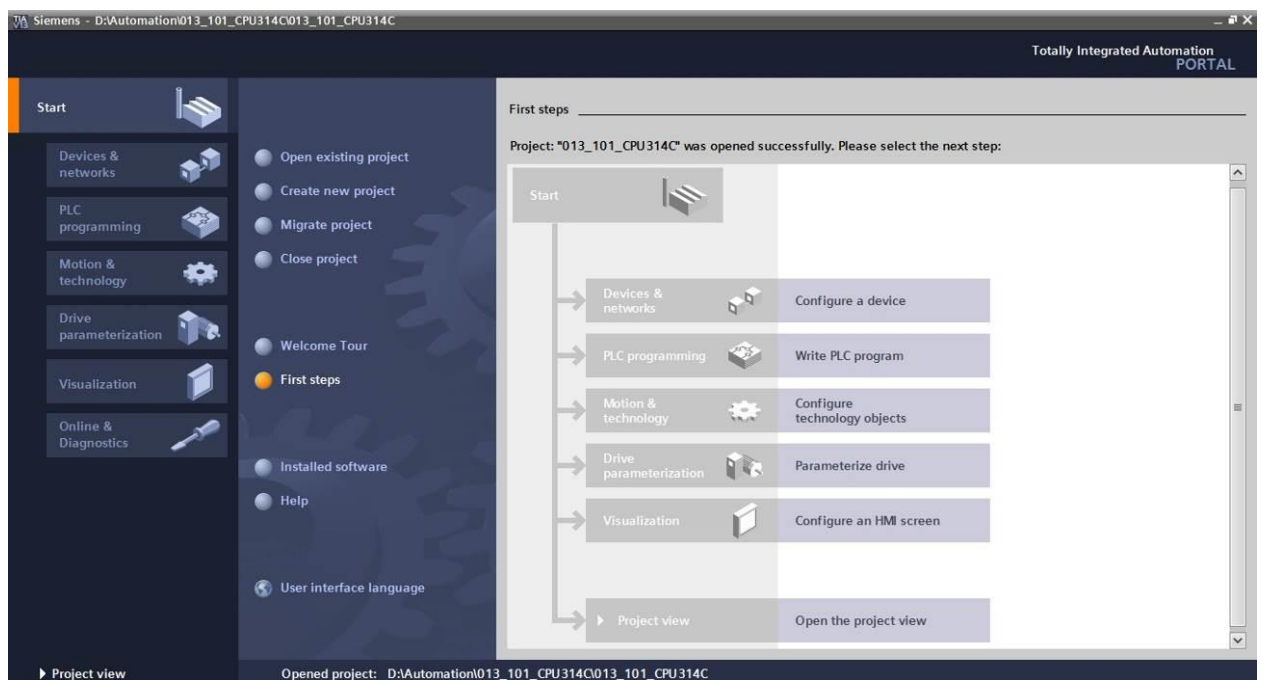 Siemens - D:\Automation\013_101_CPU314C\013_101_CPU314C
Totally Integrated Automation
PORTAL
Start
Devices &
networks
PLC
programming
Motion &
technology
Drive
parameterization
Visualization
Online &
Diagnostics
Project view
Open existing project
Create new project
Migrate project
Close project
Welcome Tour
First steps
Installed software
Help
User interface language
First steps
Project: "013_101_CPU314C" was opened successfully. Please select the next step:
Start
Devices &
networks
Configure a device
PLC programming
Write PLC program
Motion &
technology
Configure
technology objects
Drive
parameterization
Parameterize drive
Visualization
Configure an HMI screen
Project view
Open the project view
Opened project: D:\Automation\013_101_CPU314C\013_101_CPU314C